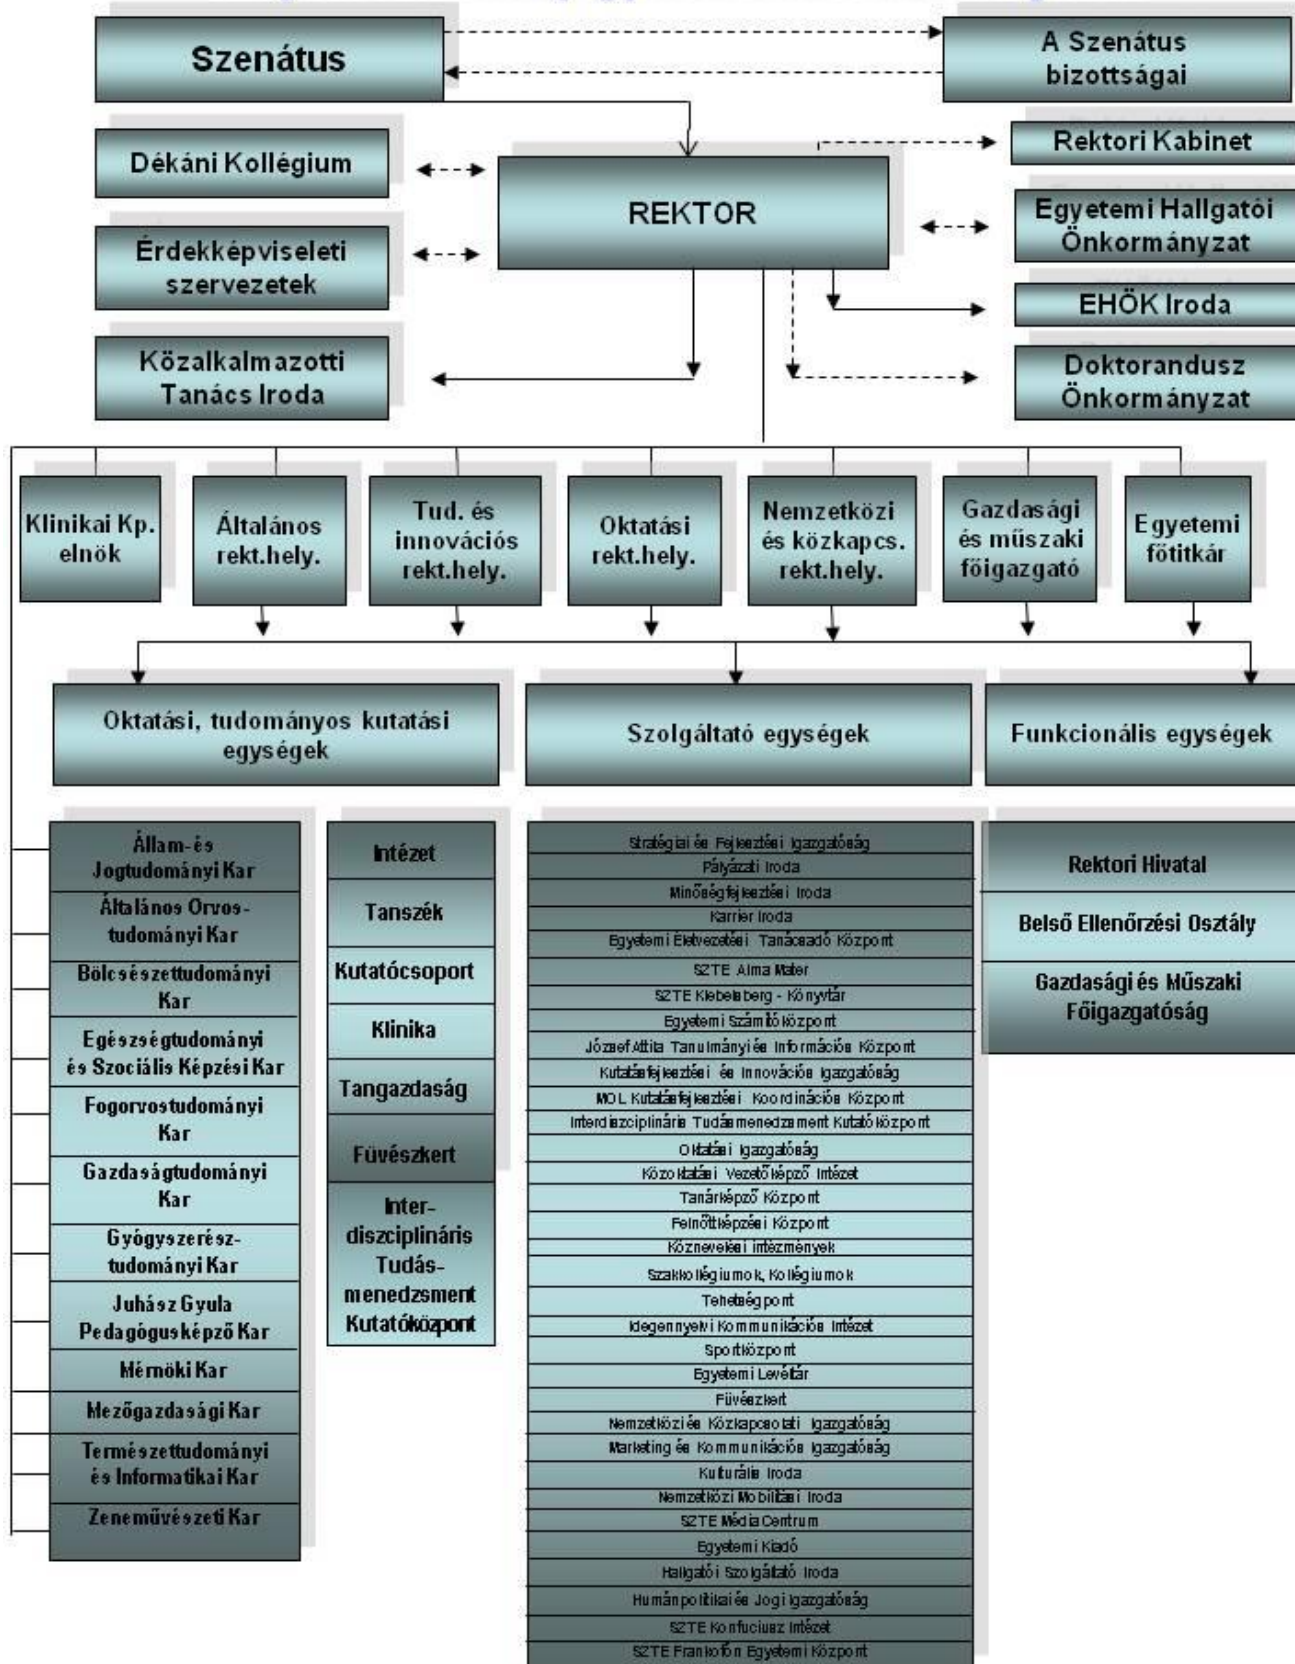 Szenátus
A Szenátus
bizottságai
Dékáni Kollégium
REKTOR
Rektori Kabinet
Egyetemi Hallgatói
Önkormányzat
Érdekképviseleti
szervezetek
EHÖK Iroda
Közalkalmazotti
Tanács Iroda
Doktorandusz
Önkormányzat
Klinikai Kp.
elnök
Általános
rekt.hely.
Tud. és
innovációs
rekt.hely.
Oktatási
rekt.hely.
Nemzetközi
és közkapcs.
rekt.hely.
Gazdasági
és műszaki
főigazgató
Egyetemi
főtitkár
Oktatási, tudományos kutatási
egységek
Szolgáltató egységek
Funkcionális egységek
Állam-és
Jogtudományi Kar
Általános Orvos-
tudományi Kar
Bölcsészettudományi
Kar
Egészségtudományi
és Szociális Képzési Kar
Fogorvostudományi
Kar
Gazdaságtudományi
Kar
Gyógyszerész-
tudományi Kar
Juhász Gyula
Pedagógusképző Kar
Mérnöki Kar
Mezőgazdasági Kar
Természettudományi
és Informatikai Kar
Zeneművészeti Kar
Intézet
Tanszék
Kutatócsoport
Klinika
Tangazdaság
Füvészkert
Inter-
diszciplináris
Tudás-
menedzsment
Kutatóközpont
Stratégiai és Fejlesztési Igazgatóság
Pályázati Iroda
Minőségfejlesztési Iroda
Karrier Iroda
Egyetemi Életvezetési Tanácsadó Központ
SZTE Alma Mater
SZTE Klebelsberg - Könyvtár
Egyetemi Számítóközpont
József Attila Tanulmányi és Információs Központ
Kutatásfejlesztési és Innovációs Igazgatóság
MOL Kutatásfejlesztési Koordinációs Központ
Interdiszciplináris Tudásmenedzsment Kutatóközpont
Oktatási Igazgatóság
Közoktatási Vezetőképző Intézet
Tanárképző Központ
Felnőttképzési Központ
Köznevelési intézmények
Szakkollégiumok, Kollégiumok
Tehetségpont
Idegennyelvi Kommunikációs Intézet
Sportközpont
Egyetemi Levéltár
Füvészkert
Nemzetközi és Közkapcsolati Igazgatóság
Marketing és Kommunikációs Igazgatóság
Kulturális Iroda
Nemzetközi Mobilitási Iroda
SZTE Média Centrum
Egyetemi Kiadó
Hallgatói Szolgáltató Iroda
Humánpolitikai és Jogi Igazgatóság
SZTE Konfuciusz Intézet
SZTE Frankofón Egyetemi Központ
Rektori Hivatal
Belső Ellenőrzési Osztály
Gazdasági és Műszaki
Főigazgatóság